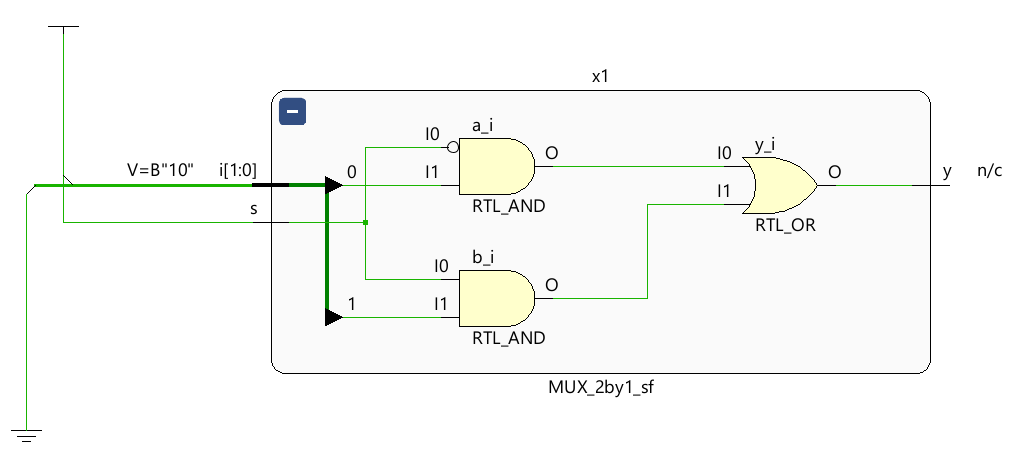 x1
a_i
I0
O
I1
RTL_AND
V=B"10"
i[1:0]
0
s
y_i
I0
I1
O
RTL_OR
y
n/c
b_i
I0
O
I1
1
RTL_AND
MUX_2by1_sf